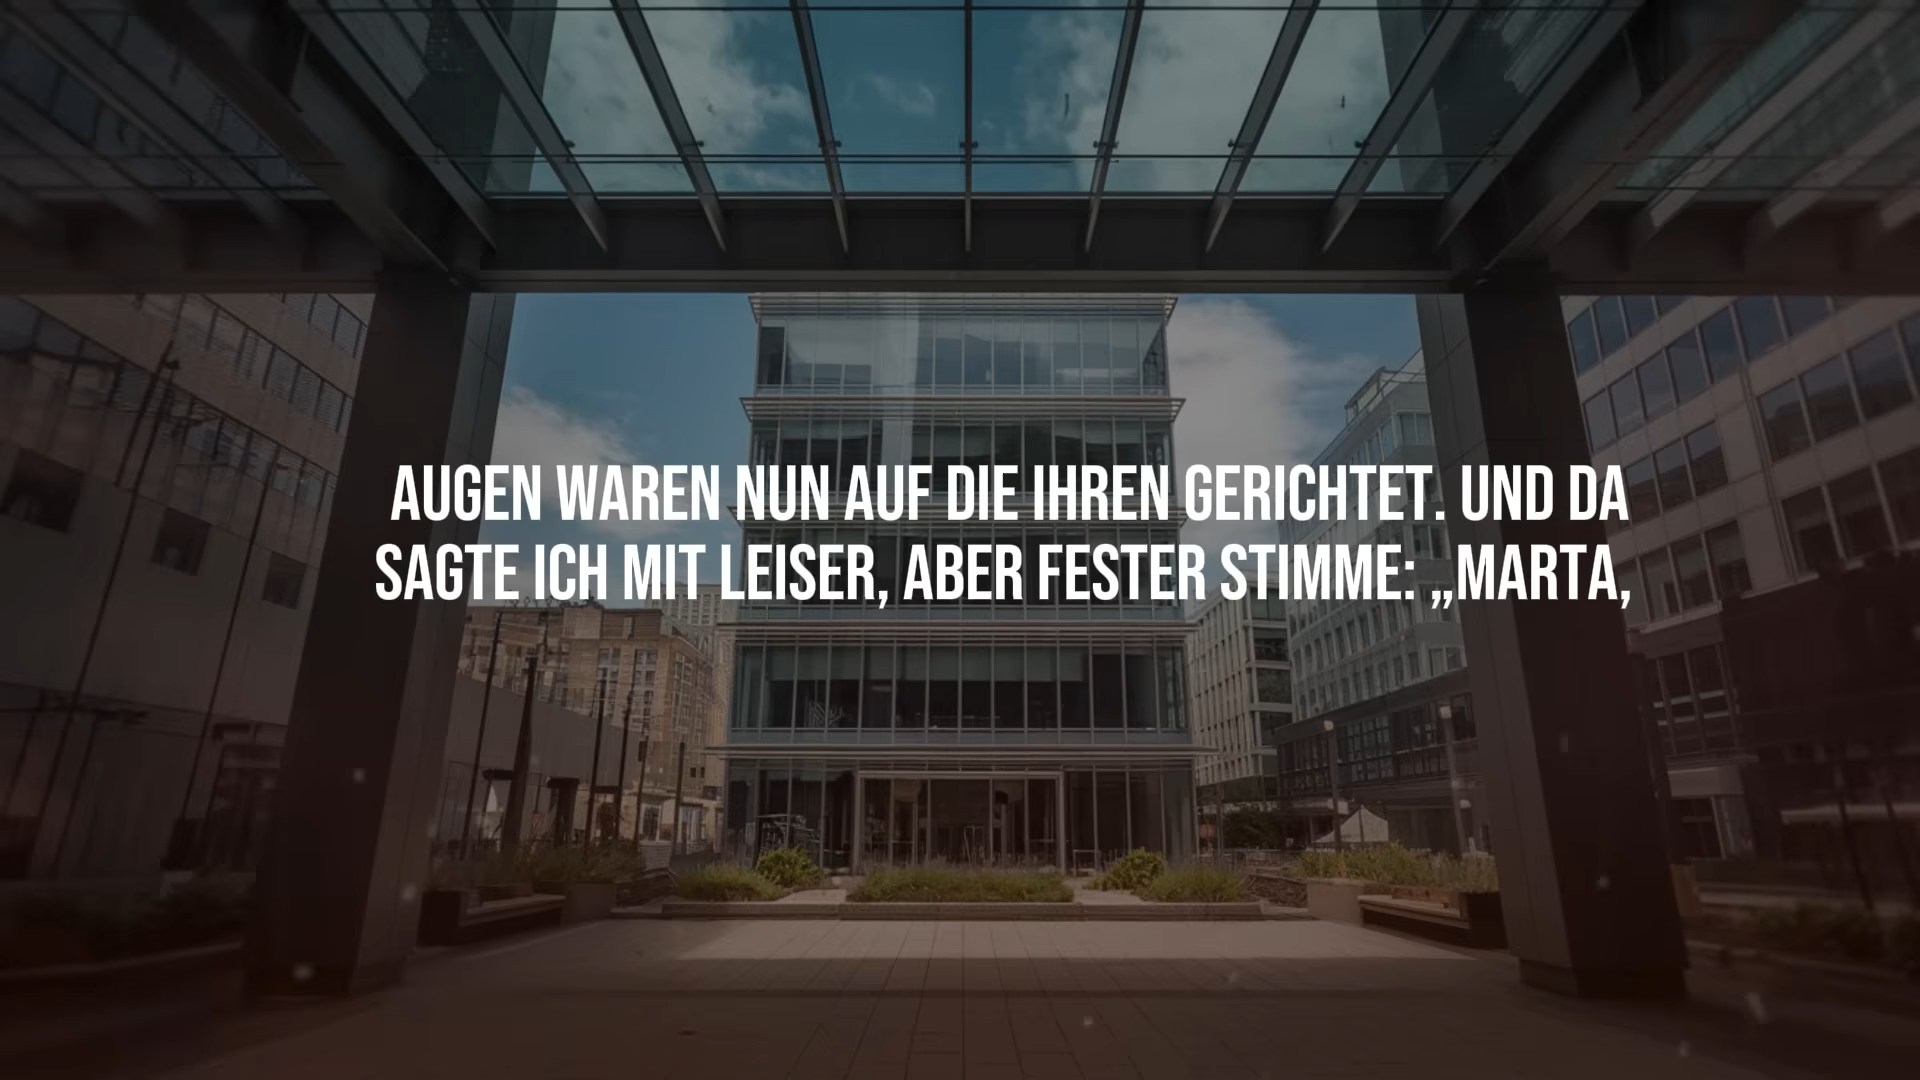 AUGEN WAREN NUN AUF DIE IHREN GERICHTET. UND DA
SAGTE ICH MIT LEISER, ABER FESTER STIMME: „MARTA,